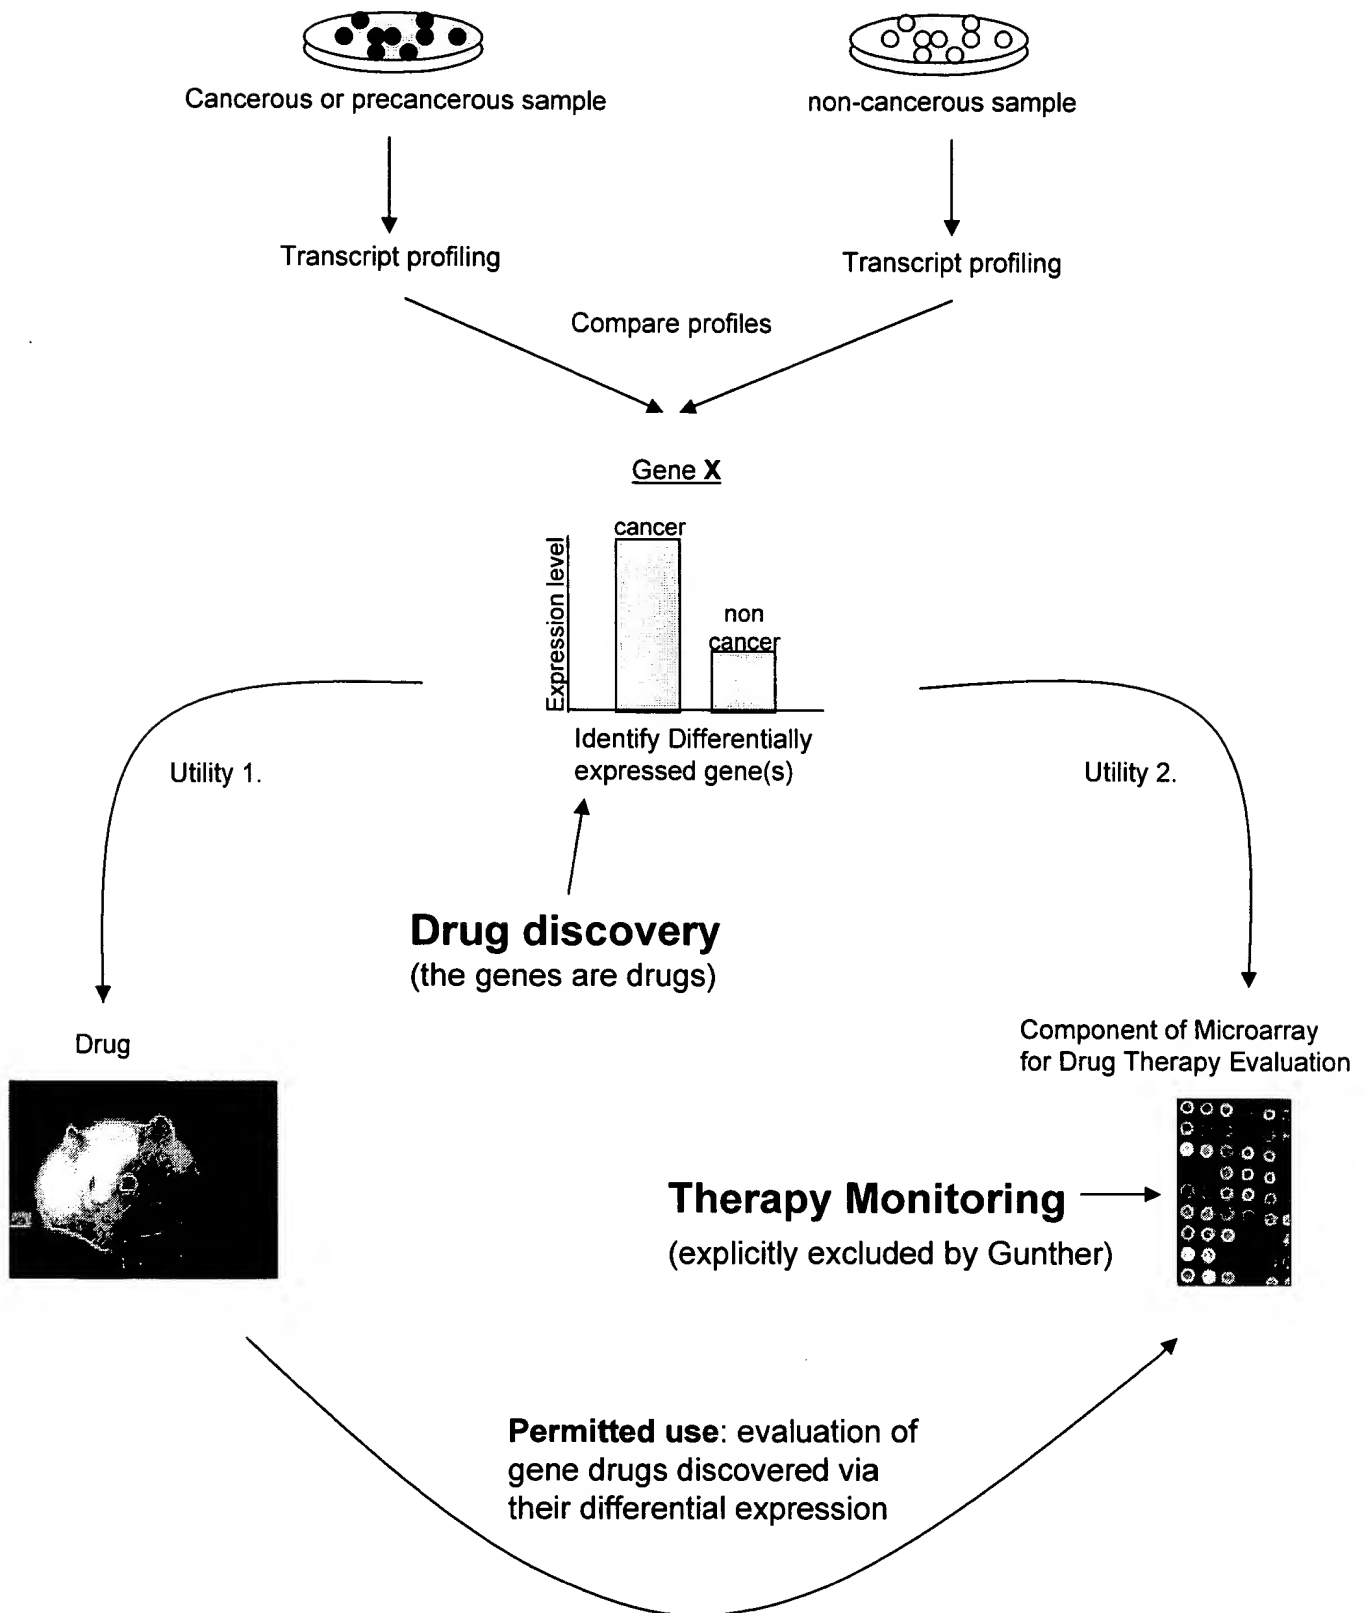 Cancerous or precancerous sample
non-cancerous sample
Transcript profiling
Transcript profiling
Compare profiles
Gene X
cancer
non
cancer
Expression level
Identify Differentially
expressed gene(s)
Utility 1.
Utility 2.
Drug discovery
(the genes are drugs)
Drug
Component of Microarray
for Drug Therapy Evaluation
Therapy Monitoring
(explicitly excluded by Gunther)
Permitted use: evaluation of
gene drugs discovered via
their differential expression